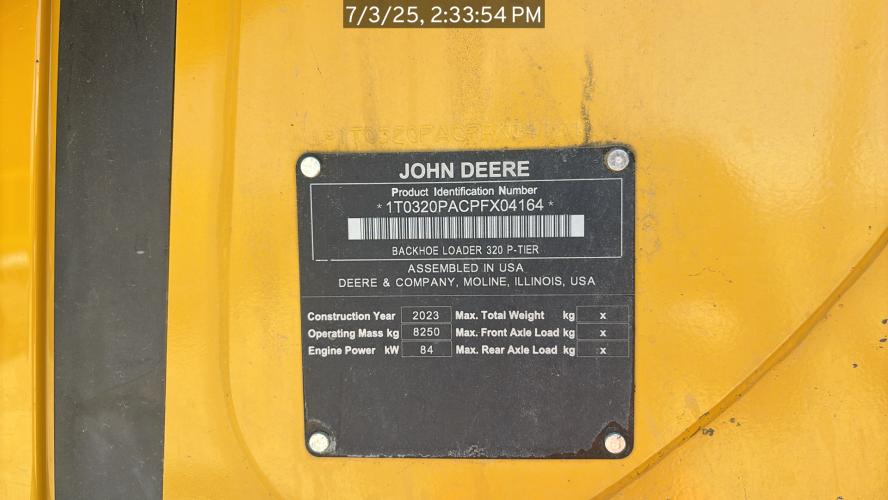 7/3/25, 2:33:54 PM
JOHN DEERE
Product Identification Number
*1T0320PACPFX04164*
BACKHOE LOADER 320 P-TIER
ASSEMBLED IN USA
DEERE & COMPANY, MOLINE, ILLINOIS, USA
Construction Year 2023 Max. Total Weight kg x
Operating Mass kg 8250 Max. Front Axle Load kg x
Engine Power kW 84 Max. Rear Axle Load kg x